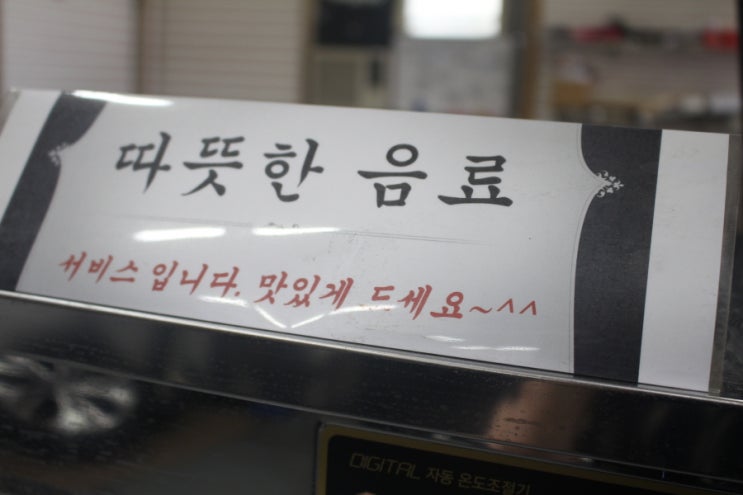 따뜻한 음료
서비스 입니다. 맛있게 드세요~^^
DIGITAL 자동 온도조절기